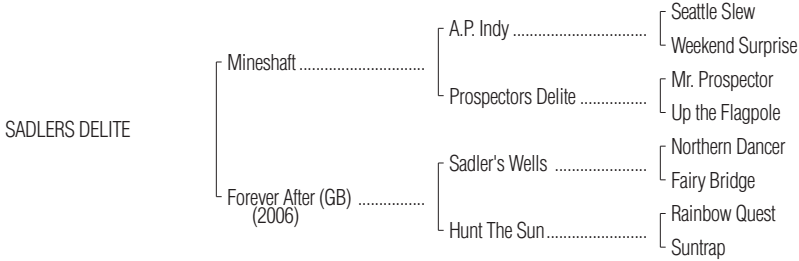 Seattle Slew
A.P. Indy ................................
Weekend Surprise
Mineshaft ..............................
Mr. Prospector
Prospectors Delite ................
Up the Flagpole
SADLERS DELITE
Northern Dancer
Sadler's Wells ......................
Fairy Bridge
Forever After (GB) ................
(2006)
Rainbow Quest
Hunt The Sun........................
Suntrap